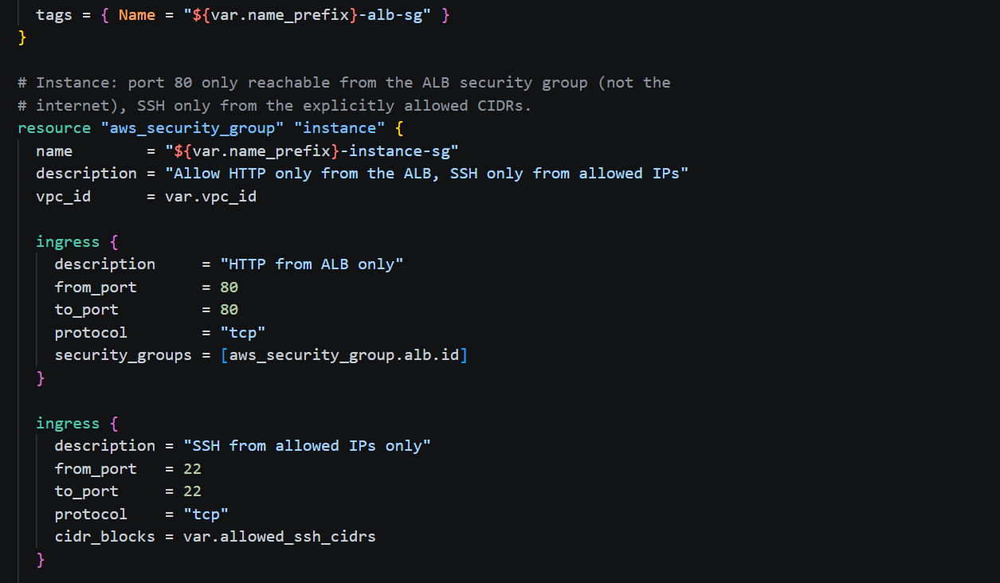 tags = { Name = "${var.name_prefix}-alb-sg" }
}

# Instance: port 80 only reachable from the ALB security group (not the
# internet), SSH only from the explicitly allowed CIDRs.
resource "aws_security_group" "instance" {
  name        = "${var.name_prefix}-instance-sg"
  description = "Allow HTTP only from the ALB, SSH only from allowed IPs"
  vpc_id      = var.vpc_id

  ingress {
    description     = "HTTP from ALB only"
    from_port       = 80
    to_port         = 80
    protocol        = "tcp"
    security_groups = [aws_security_group.alb.id]
  }

  ingress {
    description = "SSH from allowed IPs only"
    from_port   = 22
    to_port     = 22
    protocol    = "tcp"
    cidr_blocks = var.allowed_ssh_cidrs
  }